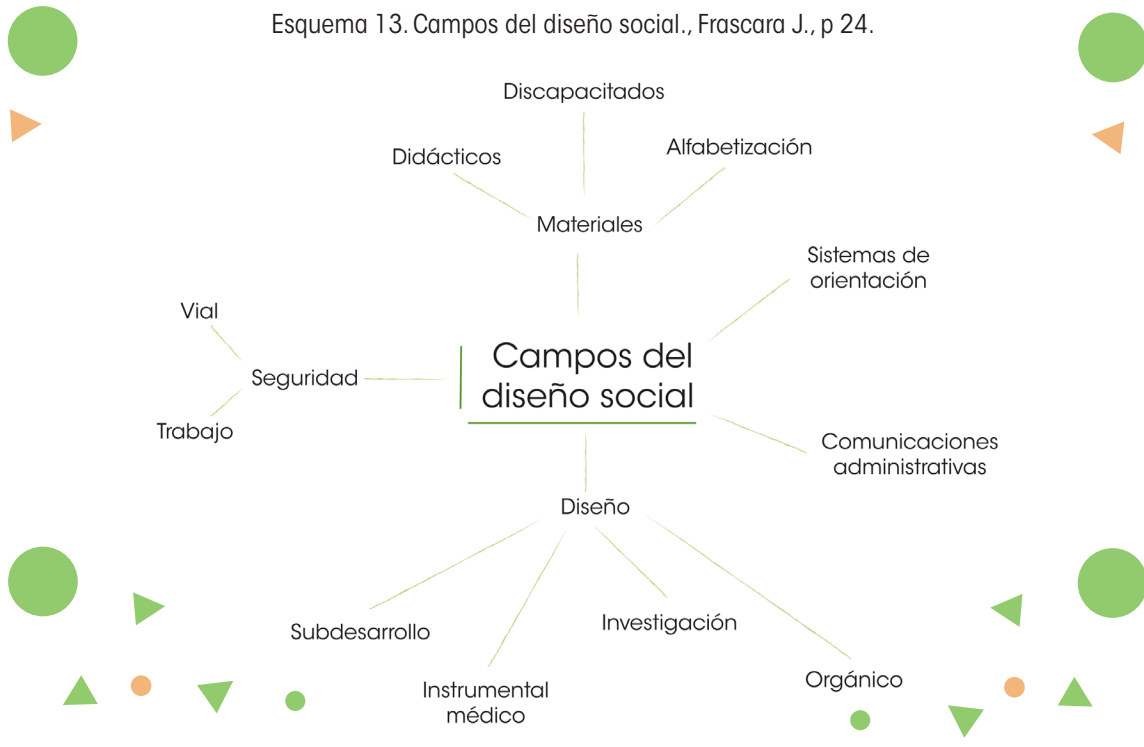 Esquema 13. Campos del diseño social., Frascara J., p 24.
Discapacitados
Didácticos
Alfabetización
Materiales
Sistemas de
orientación
Vial
Seguridad
Trabajo
Campos del
diseño social
Comunicaciones
administrativas
Diseño
Subdesarrollo
Instrumental
médico
Investigación
Orgánico